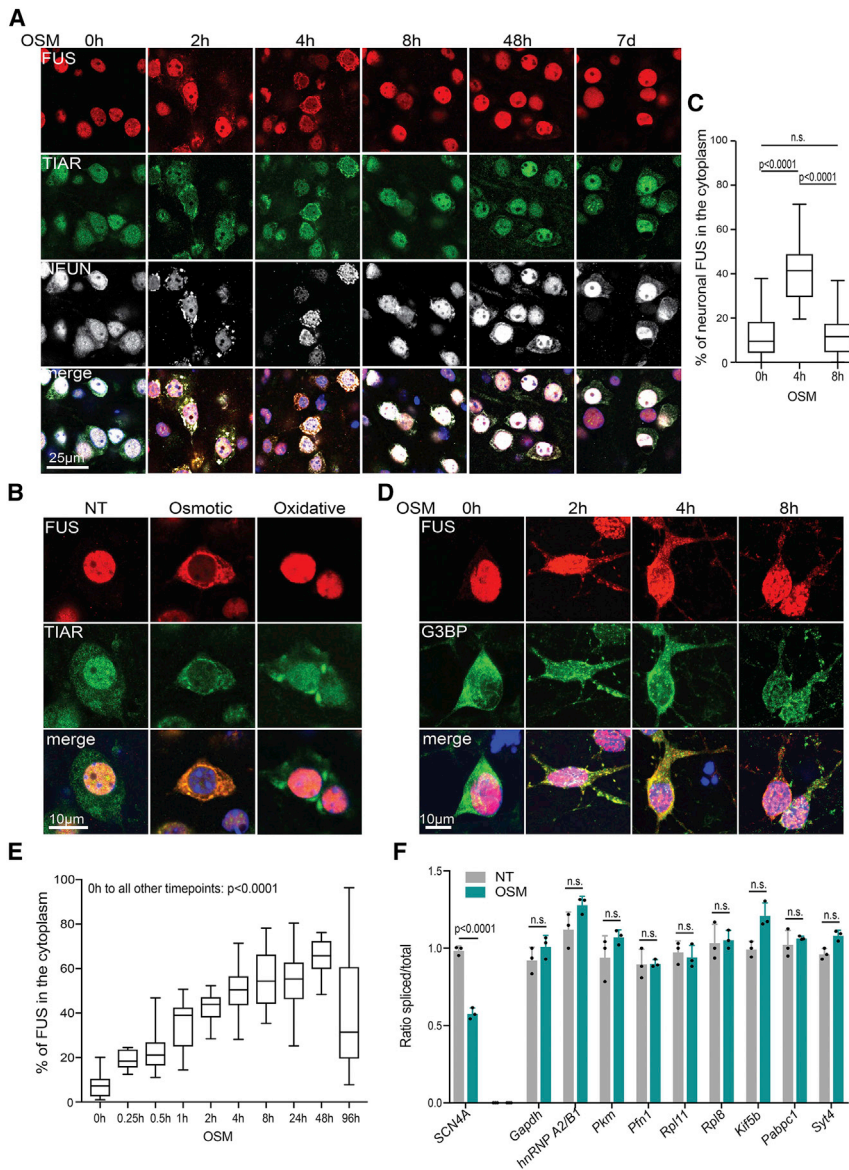 A
OSM 0h 2h 4h 8h 48h 7d
FUS
TIAR
NEUN
merge
25µm
C
n.s.
p<0.0001
p<0.0001
100
80
60
40
20
0
% of neuronal FUS in the cytoplasm
0h 4h 8h
OSM
B
NT Osmotic Oxidative
FUS
TIAR
merge
10µm
D
OSM 0h 2h 4h 8h
FUS
G3BP
merge
10µm
E
0h to all other timepoints: p<0.0001
100
80
60
40
20
0
% of FUS in the cytoplasm
0h 0.25h 0.5h 1h 2h 4h 8h 24h 48h 96h
OSM
F
NT
OSM
1.5
1.0
0.5
0.0
Ratio spliced/total
p<0.0001
n.s.
n.s.
n.s.
n.s.
n.s.
n.s.
n.s.
n.s.
n.s.
SCN4A
Gapdh
hnRNP A2/B1
Pkm
Pfn1
Rpl11
Rpl8
Kif5b
Pabpc1
Syt4